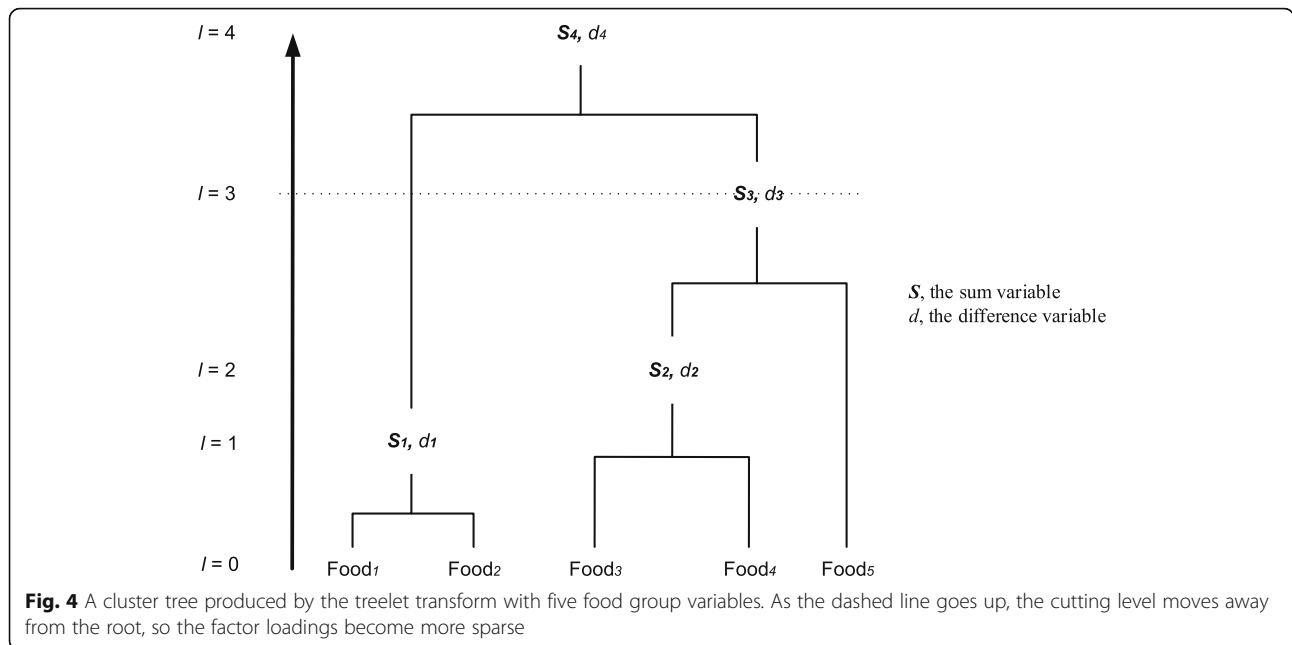 l = 4
S4, d4
l = 3
S3, d3
S, the sum variable
d, the difference variable
l = 2
S2, d2
l = 1
S1, d1
l = 0
Food1 Food2 Food3 Food4 Food5
Fig. 4 A cluster tree produced by the treelet transform with five food group variables. As the dashed line goes up, the cutting level moves away
from the root, so the factor loadings become more sparse